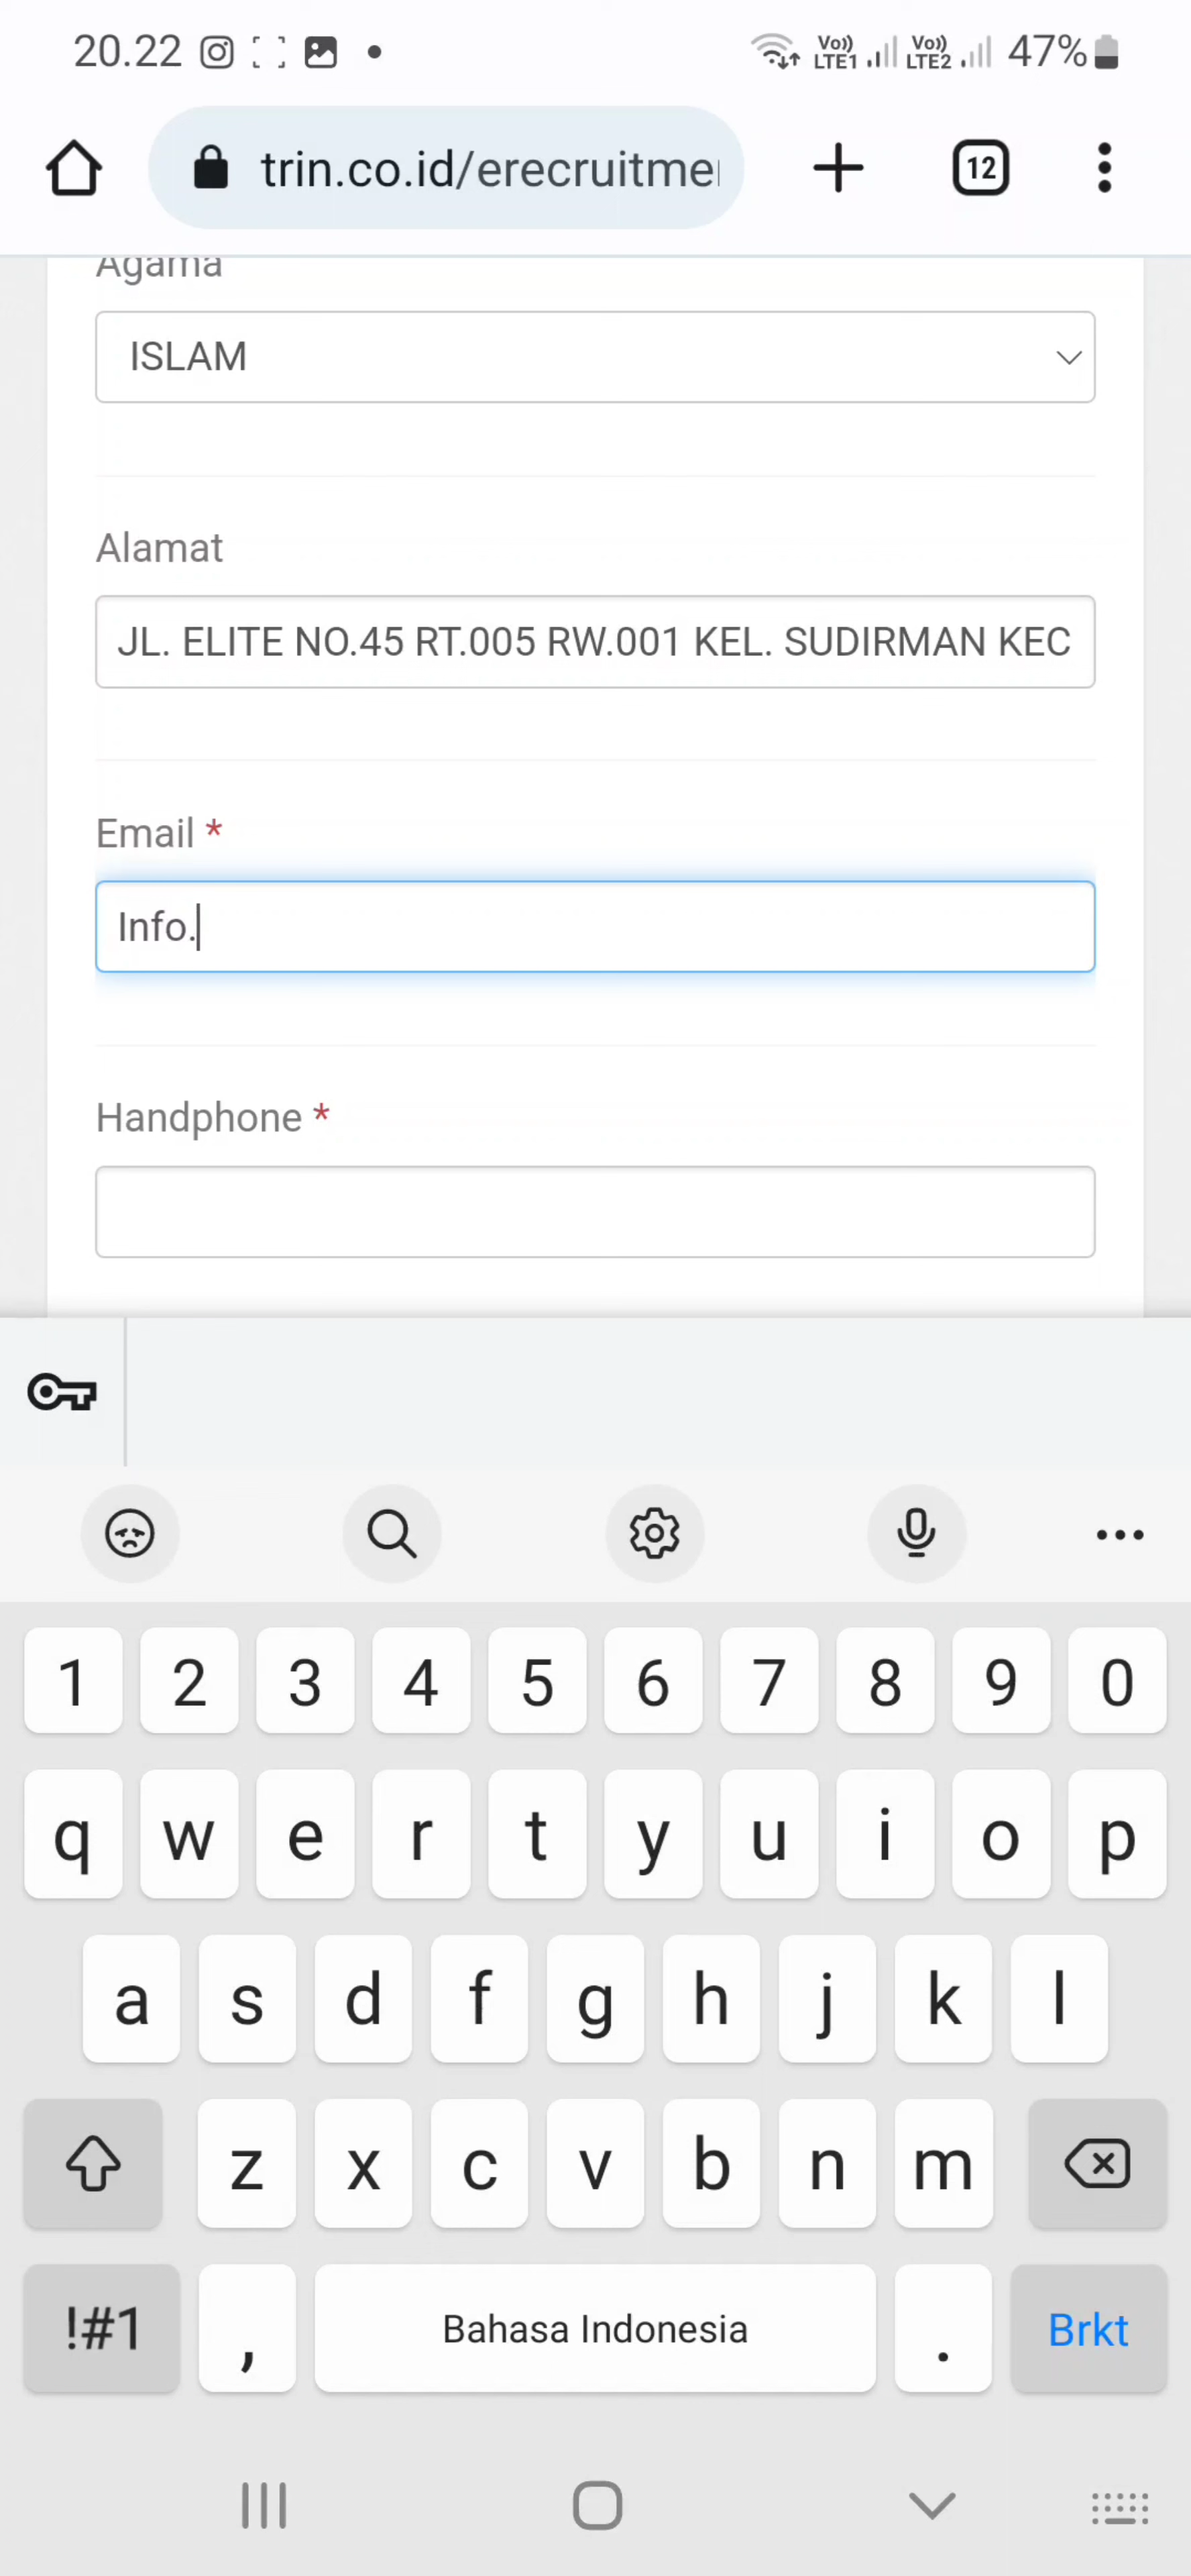 20.22
Vo)) LTE1 Vo)) LTE2 47%
trin.co.id/erecruitme
12
Agama
ISLAM
Alamat
JL. ELITE NO.45 RT.005 RW.001 KEL. SUDIRMAN KEC
Email *
Info.
Handphone *
1 2 3 4 5 6 7 8 9 0
q w e r t y u i o p
a s d f g h j k l
z x c v b n m
!#1 , Bahasa Indonesia . Brkt